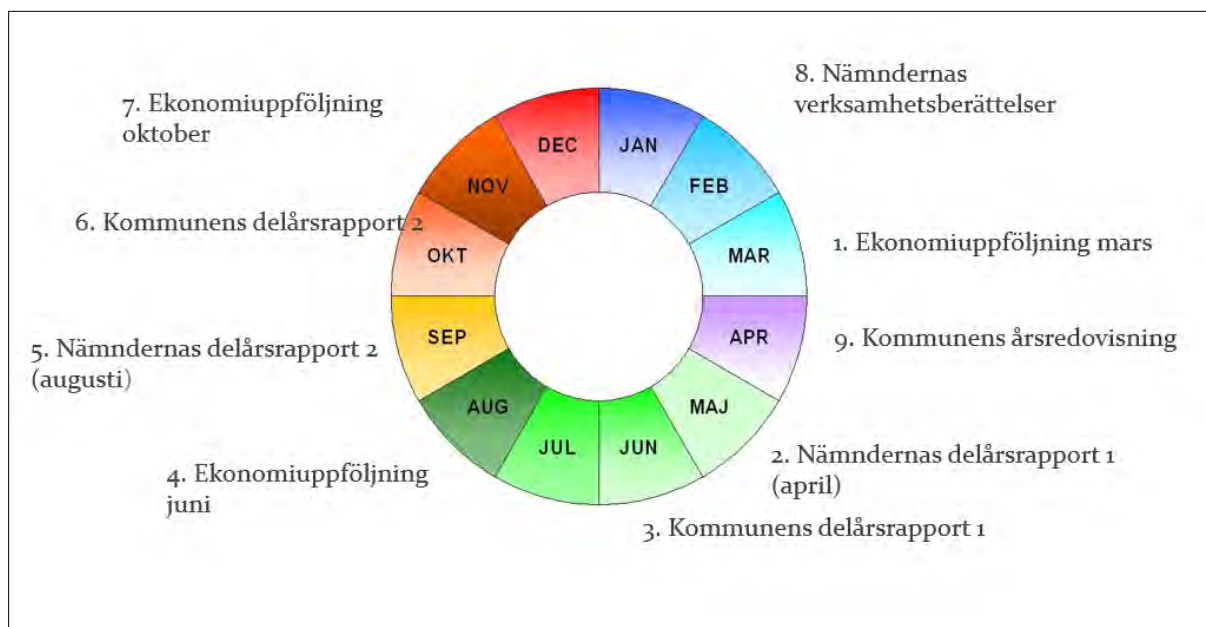 8. Nämndernas
verksamhetsberättelser
7. Ekonomiuppföljning
oktober
DEC
JAN
NOV
FEB
6. Kommunens delårsrapport 2
OKT
MAR
1. Ekonomiuppföljning mars
SEP
APR
9. Kommunens årsredovisning
5. Nämndernas delårsrapport 2
(augusti)
AUG
MAJ
JUL
JUN
4. Ekonomiuppföljning
juni
2. Nämndernas delårsrapport 1
(april)
3. Kommunens delårsrapport 1